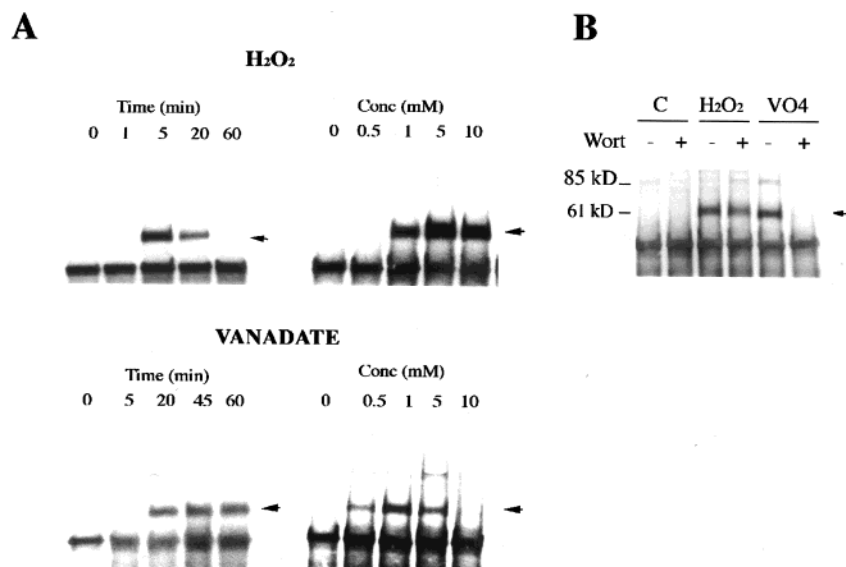 A
H₂O₂
Time (min)
0 1 5 20 60
Conc (mM)
0 0.5 1 5 10
VANADATE
Time (min)
0 5 20 45 60
Conc (mM)
0 0.5 1 5 10
B
C H₂O₂ VO4
Wort - + - + - +
85 kD
61 kD